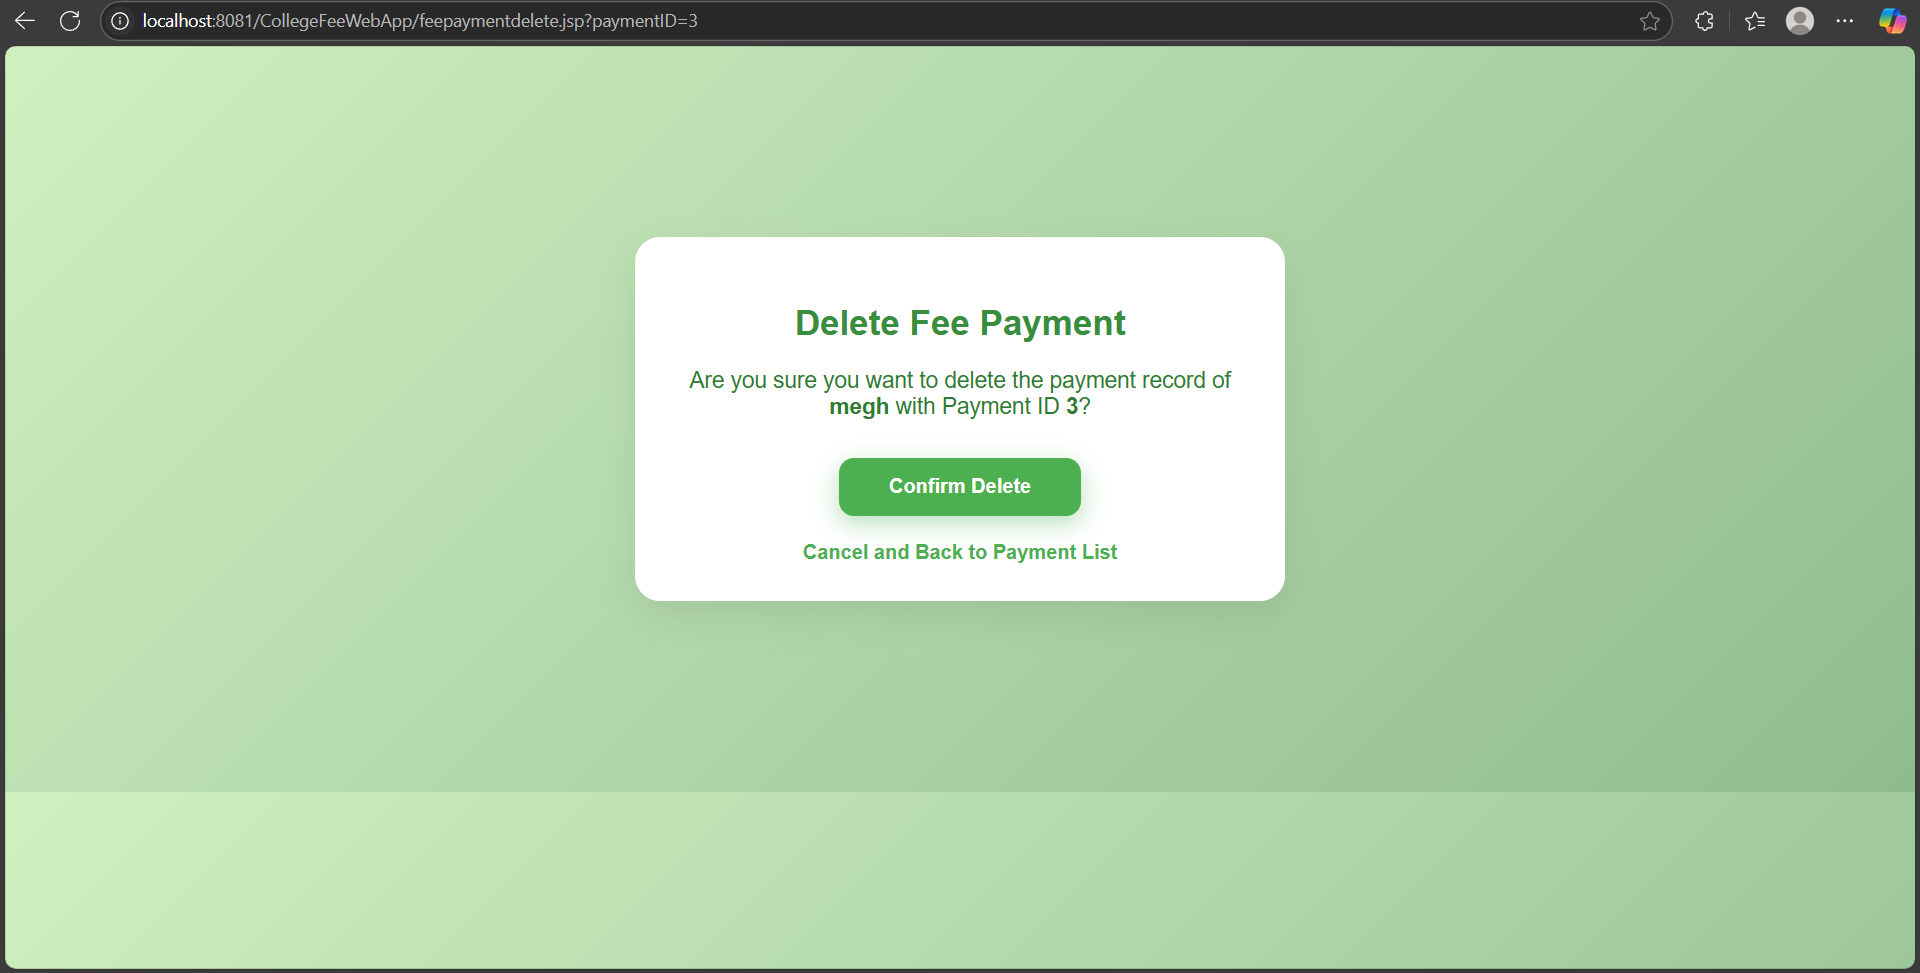 localhost:8081/CollegeFeeWebApp/feepaymentdelete.jsp?paymentID=3
Delete Fee Payment
Are you sure you want to delete the payment record of
megh with Payment ID 3?
Confirm Delete
Cancel and Back to Payment List